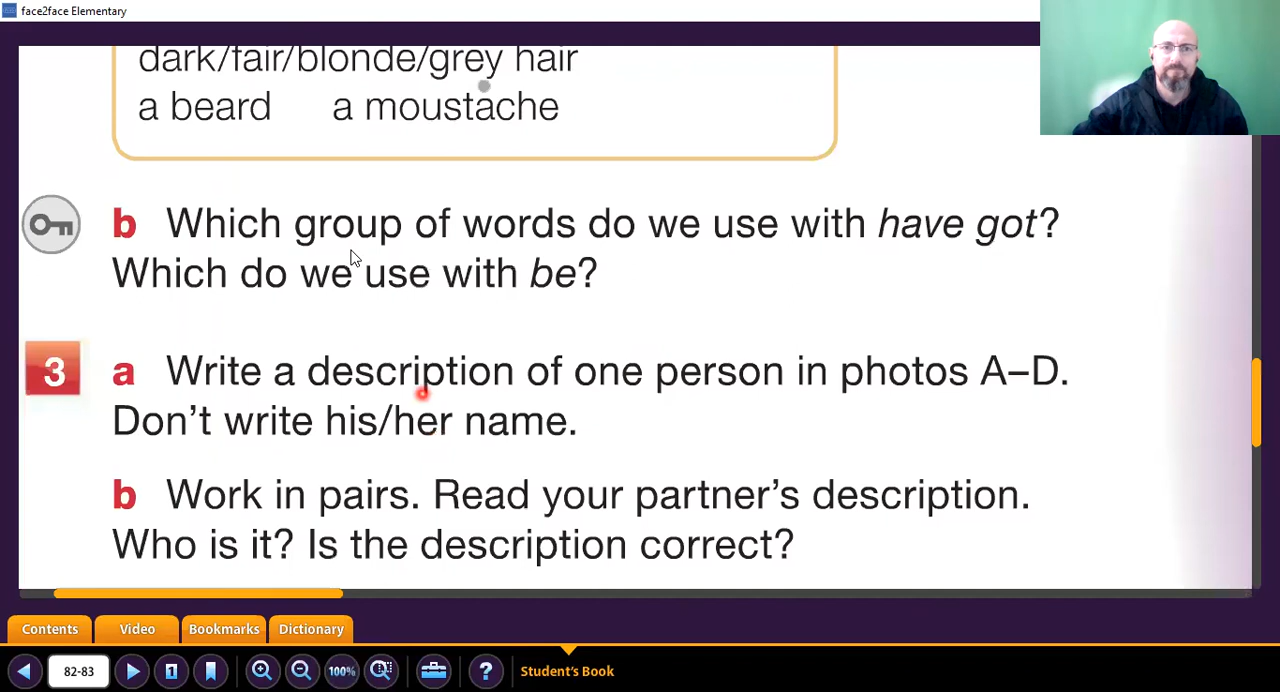 face2face Elementary
dark/fair/blonde/grey hair
a beard a moustache
b Which group of words do we use with have got?
Which do we use with be?
3 a Write a description of one person in photos A–D.
Don't write his/her name.
b Work in pairs. Read your partner's description.
Who is it? Is the description correct?
Contents Video Bookmarks Dictionary
82-83 1 100% ? Student's Book